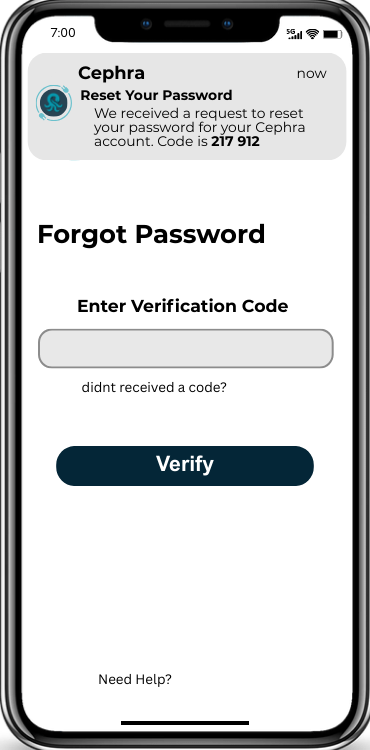 7:00
5G
Cephra
now
Reset Your Password
We received a request to reset
your password for your Cephra
account. Code is 217 912
Forgot Password
Enter Verification Code
didnt received a code?
Verify
Need Help?